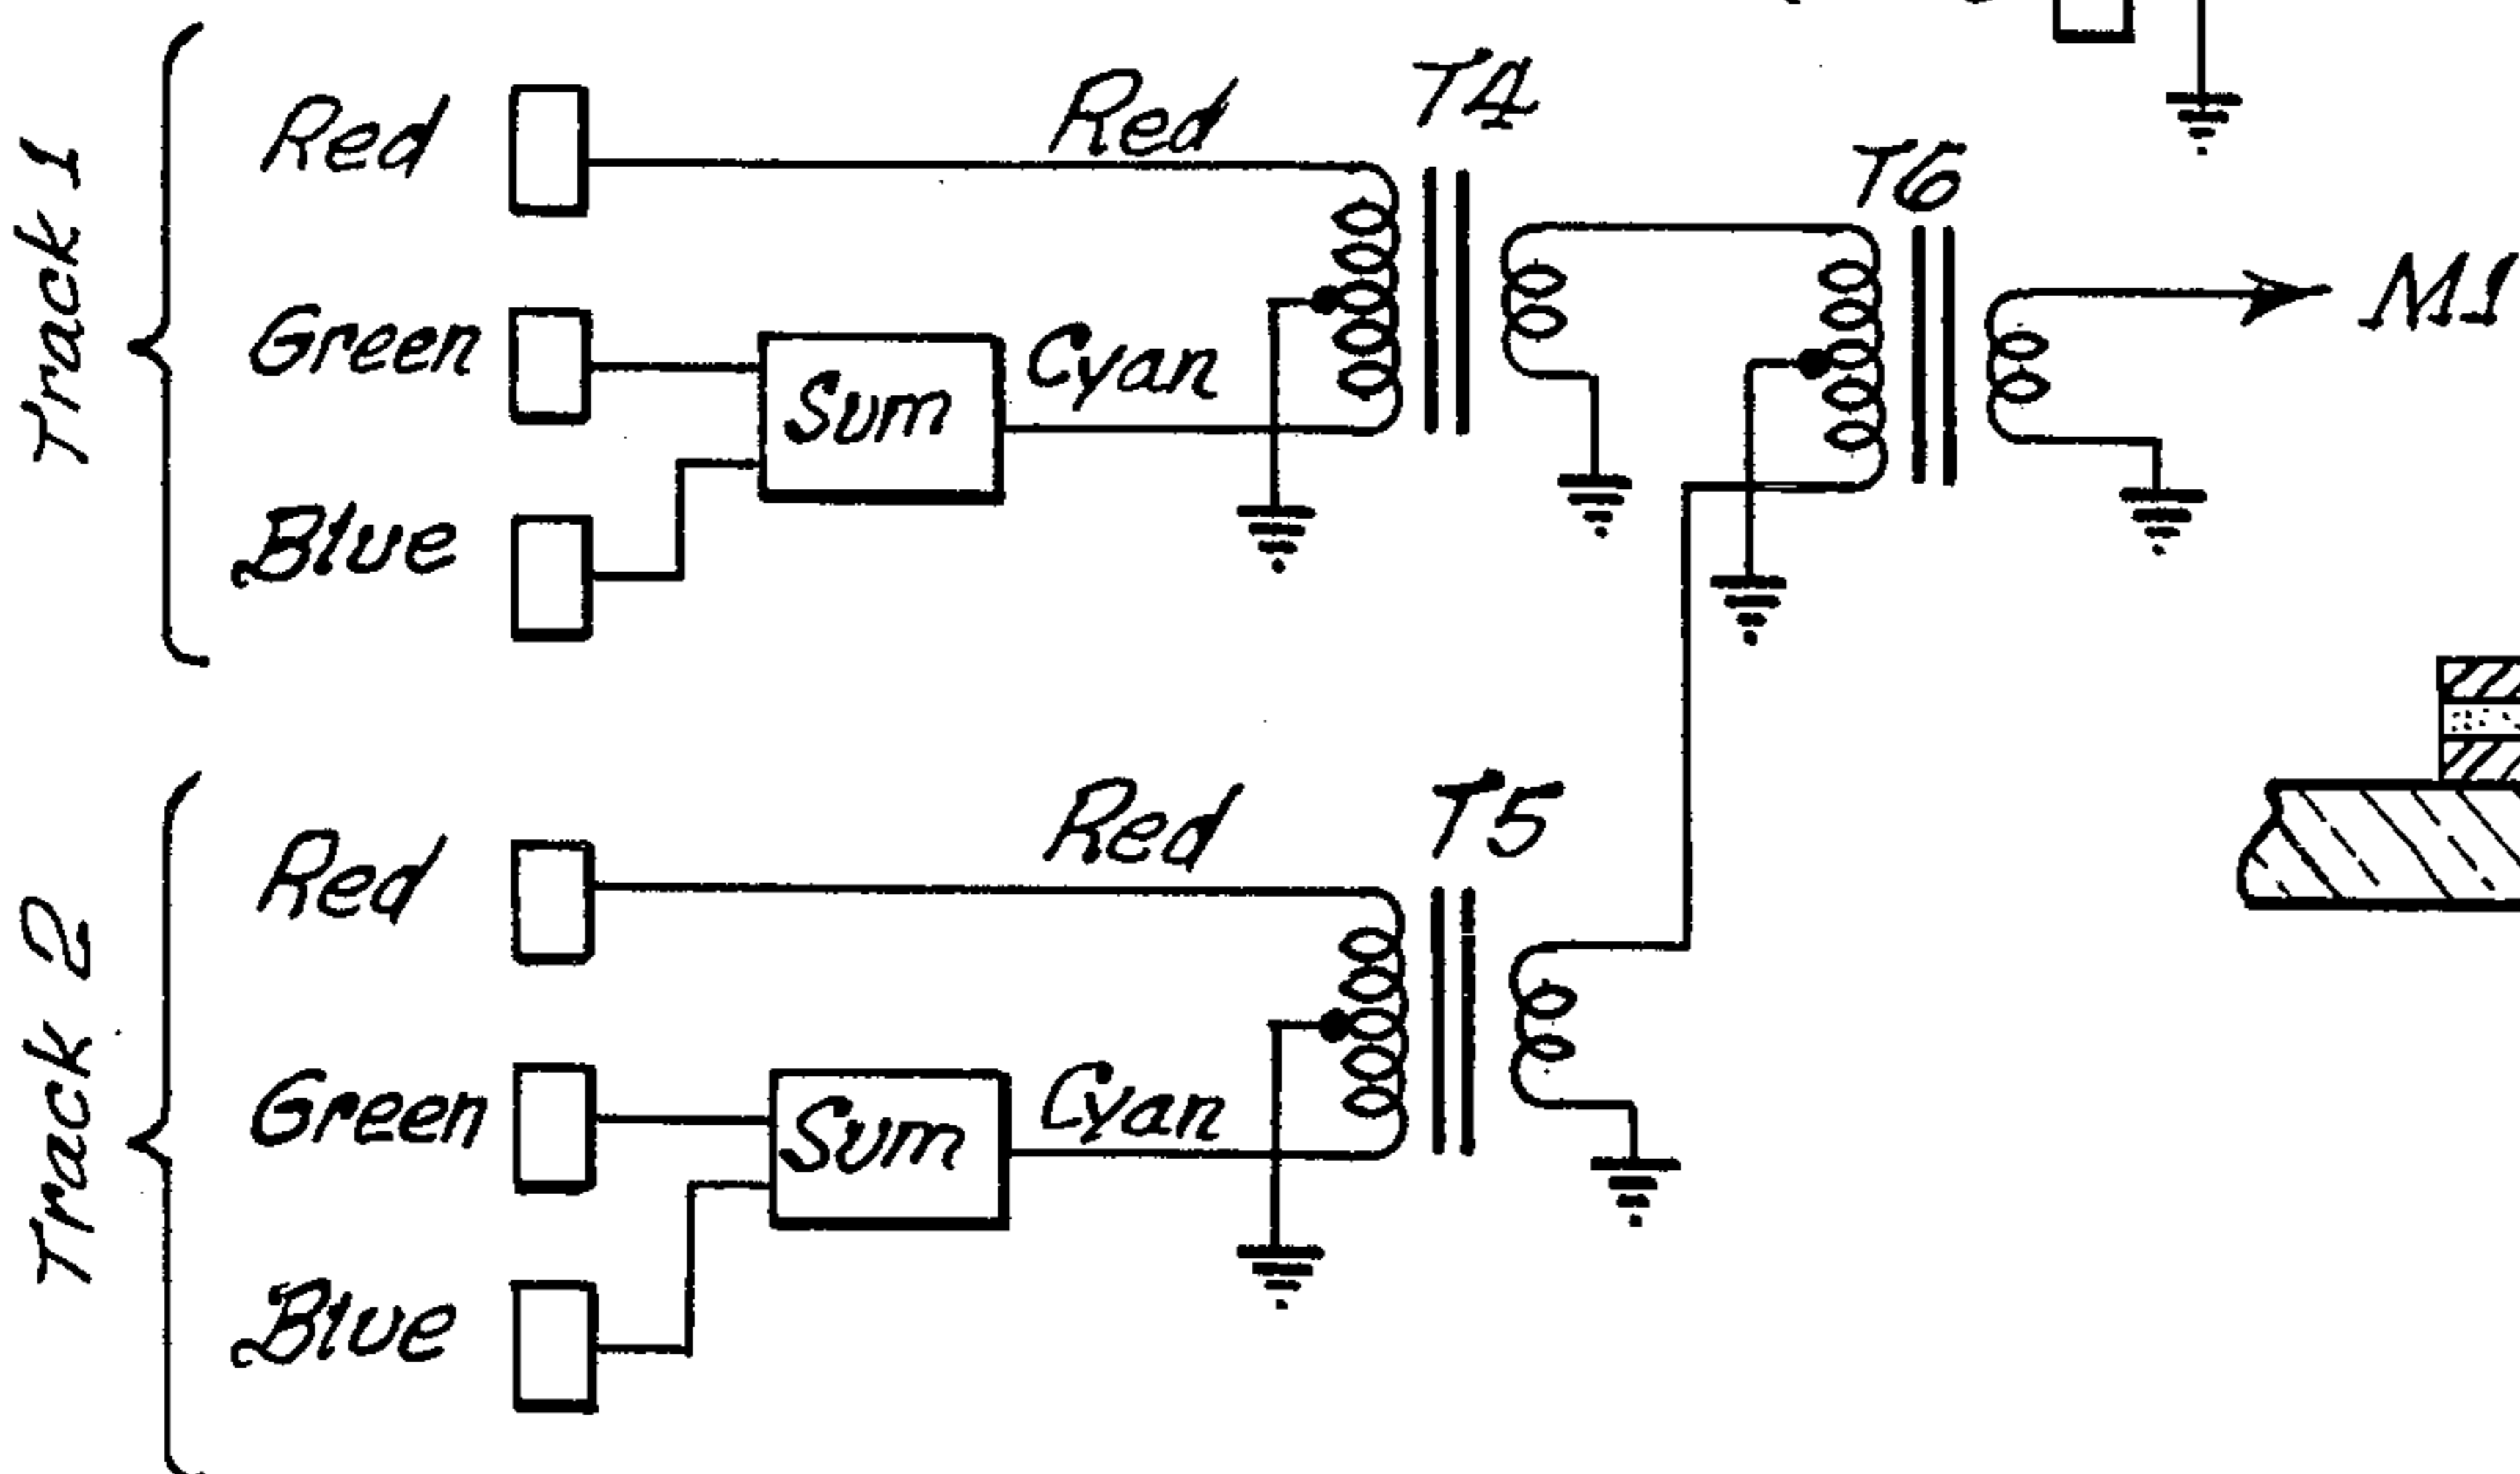 Track 1
Red
Green
Blue
Sum
Red
Cyan
T4
T6
M1
Track 2
Red
Green
Blue
Sum
Red
Cyan
T5